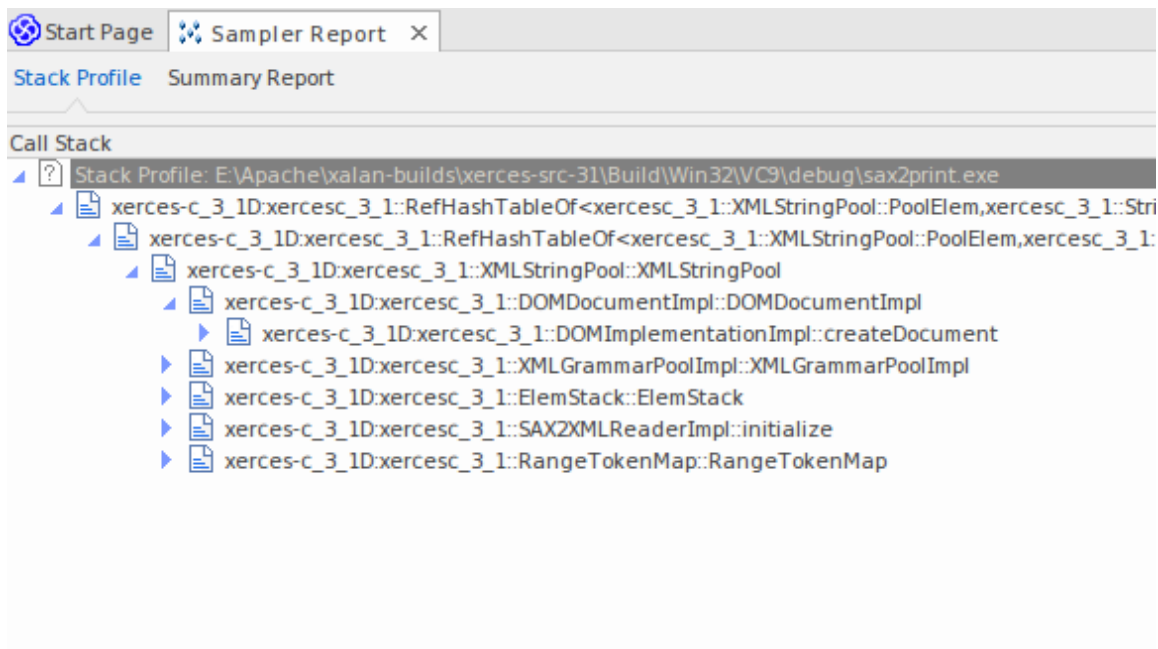 Start Page Sampler Report
Stack Profile Summary Report
Call Stack
Stack Profile: E:\Apache\xalan-builds\xerces-src-31\Build\Win32\VC9\debug\sax2print.exe
xerces-c_3_1D:xercesc_3_1::RefHashTableOf<xercesc_3_1::XMLStringPool::PoolElem,xercesc_3_1::Stri
xerces-c_3_1D:xercesc_3_1::RefHashTableOf<xercesc_3_1::XMLStringPool::PoolElem,xercesc_3_1:
xerces-c_3_1D:xercesc_3_1::XMLStringPool::XMLStringPool
xerces-c_3_1D:xercesc_3_1::DOMDocumentImpl::DOMDocumentImpl
xerces-c_3_1D:xercesc_3_1::DOMImplementationImpl::createDocument
xerces-c_3_1D:xercesc_3_1::XMLGrammarPoolImpl::XMLGrammarPoolImpl
xerces-c_3_1D:xercesc_3_1::ElemStack::ElemStack
xerces-c_3_1D:xercesc_3_1::SAX2XMLReaderImpl::initialize
xerces-c_3_1D:xercesc_3_1::RangeTokenMap::RangeTokenMap